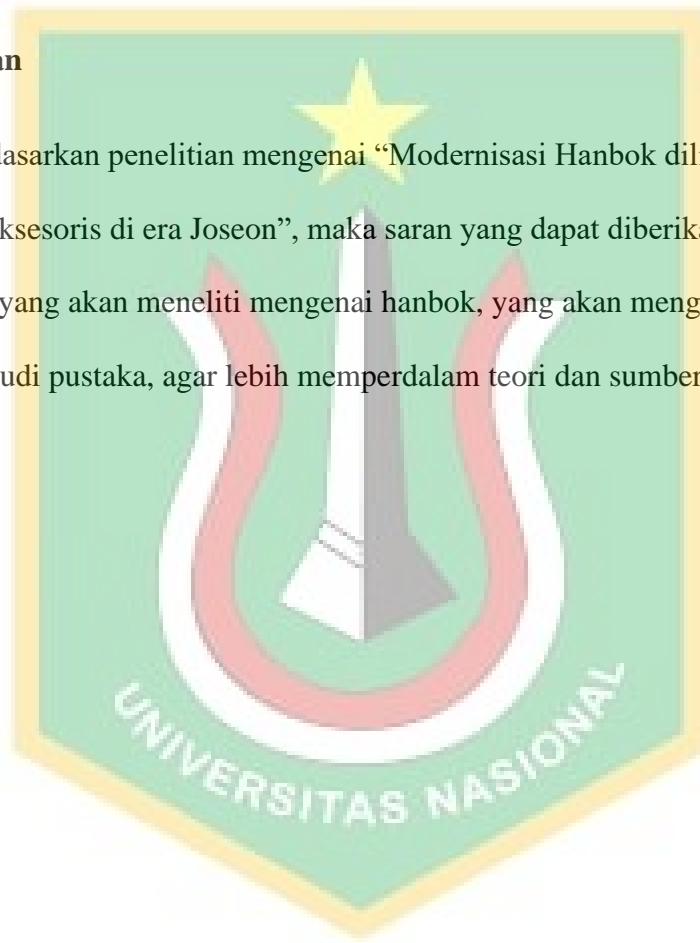 an
dasarkan penelitian mengenai “Modernisasi Hanbok dil
ksesoris di era Joseon”, maka saran yang dapat diberika
yang akan meneliti mengenai hanbok, yang akan meng
udi pustaka, agar lebih memperdalam teori dan sumber
UNIVERSITAS NASIONAL